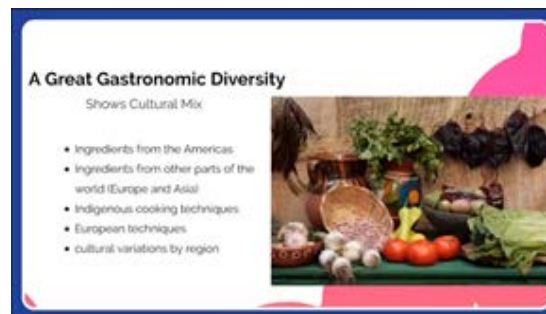 A Great Gastronomic Diversity
Shows Cultural Mix
• Ingredients from the Americas
• Ingredients from other parts of the
world (Europe and Asia)
• Indigenous cooking techniques
• European techniques
• cultural variations by region